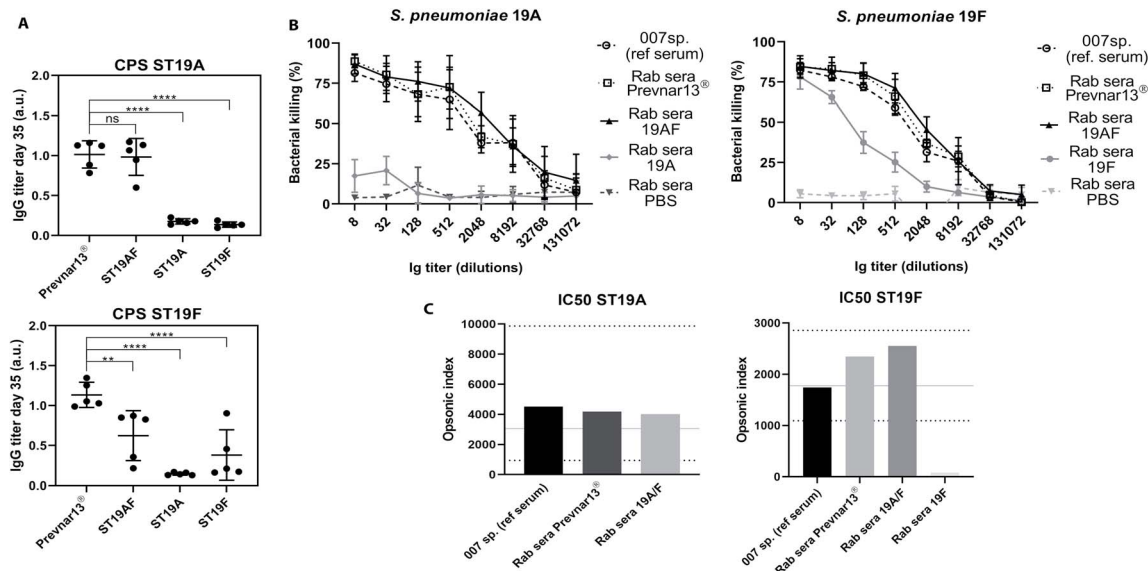 A
CPS ST19A
IgG titer day 35 (a.u.)
2.0
1.5
1.0
0.5
0.0
****
****
ns
Prevnar13®
ST19AF
ST19A
ST19F
CPS ST19F
IgG titer day 35 (a.u.)
2.0
1.5
1.0
0.5
0.0
****
****
**
Prevnar13®
ST19AF
ST19A
ST19F
B
S. pneumoniae 19A
Bacterial killing (%)
100
75
50
25
0
8
32
128
512
2048
8192
32768
131072
Ig titer (dilutions)
007sp.
(ref serum)
Rab sera
Prevnar13®
Rab sera
19AF
Rab sera
19A
Rab sera
PBS
S. pneumoniae 19F
Bacterial killing (%)
100
75
50
25
0
8
32
128
512
2048
8192
32768
131072
Ig titer (dilutions)
007sp.
(ref. serum)
Rab sera
Prevnar13®
Rab sera
19AF
Rab sera
19F
Rab sera
PBS
C
IC50 ST19A
Opsonic index
10000
8000
6000
4000
2000
0
007 sp. (ref serum)
Rab sera Prevnar13®
Rab sera 19A/F
IC50 ST19F
Opsonic index
3000
2000
1000
0
007 sp. (ref serum)
Rab sera Prevnar13®
Rab sera 19A/F
Rab sera 19F